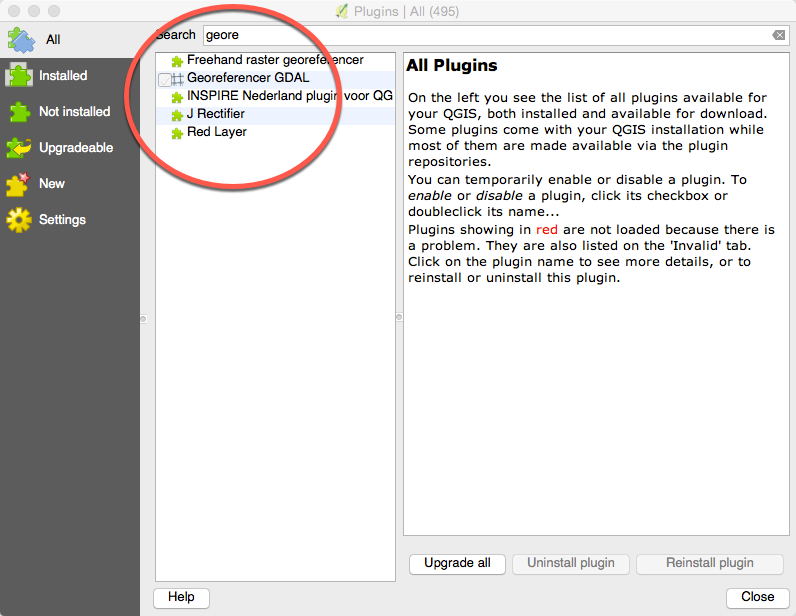 Plugins | All (495)
All
Installed
Not installed
Upgradeable
New
Settings
Search geore
Freehand raster georeferencer
Georeferencer GDAL
INSPIRE Nederland plugin voor QG
J Rectifier
Red Layer
All Plugins
On the left you see the list of all plugins available for
your QGIS, both installed and available for download.
Some plugins come with your QGIS installation while
most of them are made available via the plugin
repositories.
You can temporarily enable or disable a plugin. To
enable or disable a plugin, click its checkbox or
doubleclick its name...
Plugins showing in red are not loaded because there is
a problem. They are also listed on the 'Invalid' tab.
Click on the plugin name to see more details, or to
reinstall or uninstall this plugin.
Upgrade all
Uninstall plugin
Reinstall plugin
Help
Close